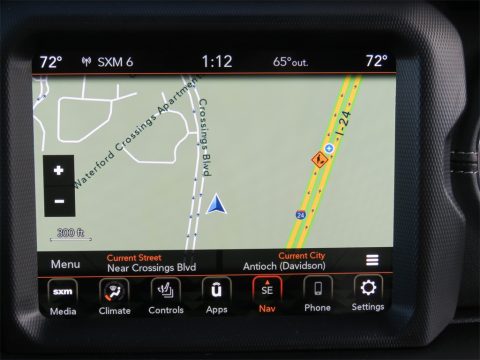 72° SXM 6 1:12 65°out. 72°
Waterford Crossings Apartment
Crossings Blvd
I-24
24
+
−
300 ft
Menu
Current Street
Near Crossings Blvd
Current City
Antioch (Davidson)
sxm
ü
SE
Media Climate Controls Apps Nav Phone Settings